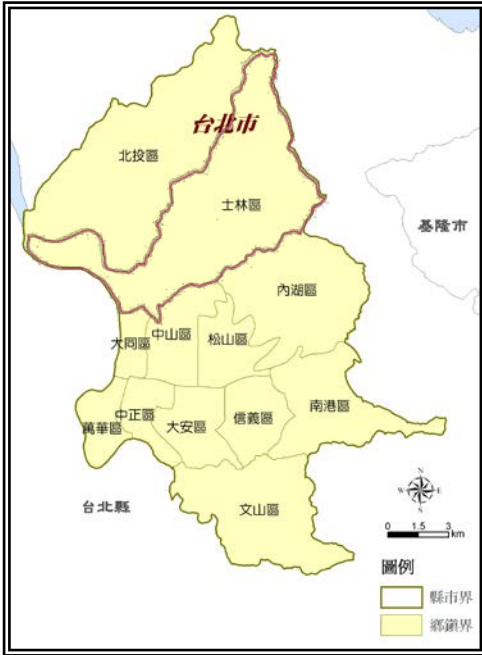 台北市
北投區
士林區
基隆市
內湖區
中山區
松山區
大同區
南港區
中正區
信義區
萬華區
大安區
台北縣
文山區
N
W E
S
0 1.5 3
km
圖例
縣市界
鄉鎮界